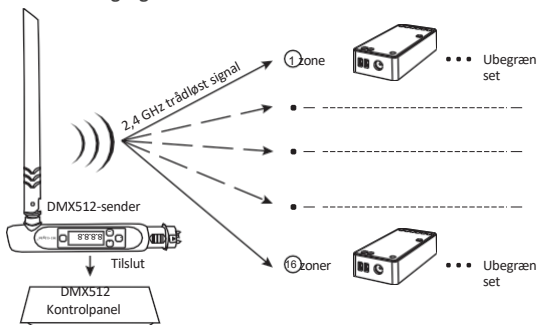 1 zone
Ubegræn
set
2,4 GHz trådløst signal
DMX512-sender
8.8.8.8
Tilslut
16 zoner
Ubegræn
set
DMX512
Kontrolpanel